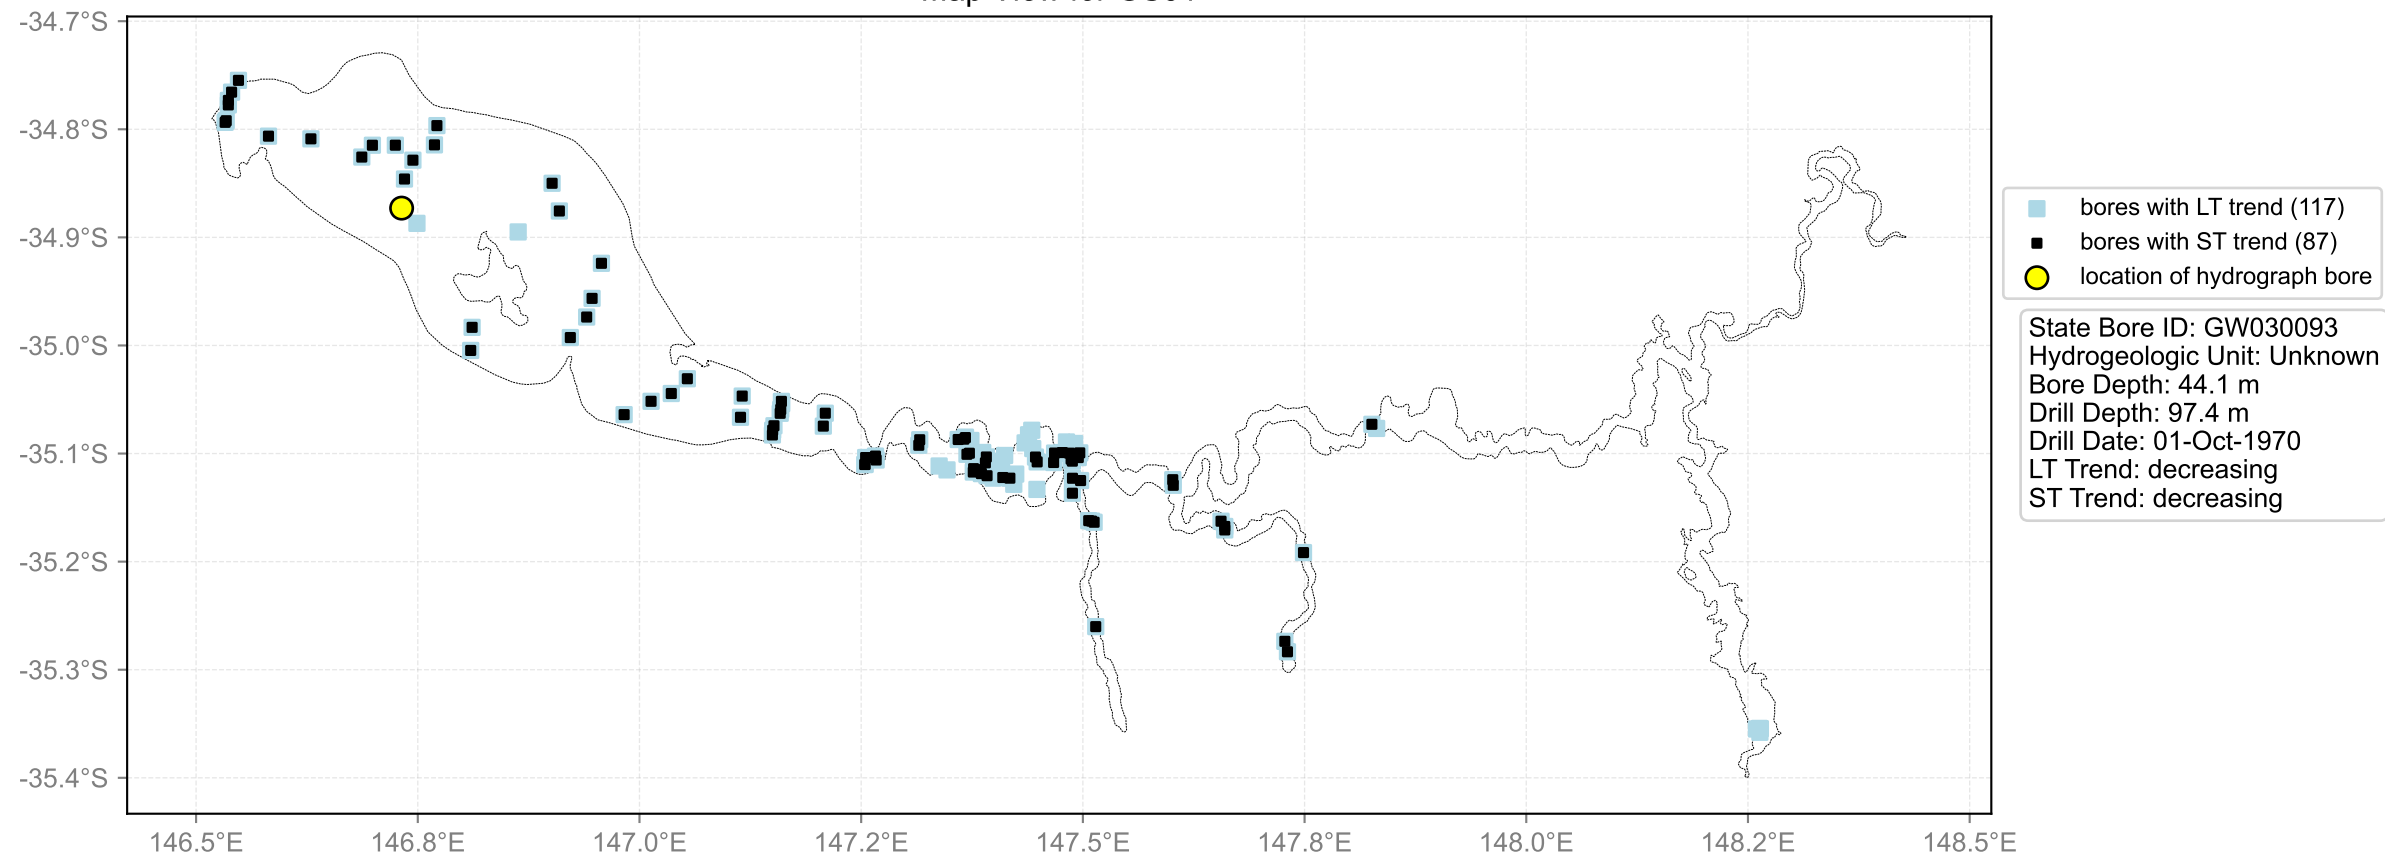 -34.7°S
-34.8°S
-34.9°S
-35.0°S
-35.1°S
-35.2°S
-35.3°S
-35.4°S
146.5°E
146.8°E
147.0°E
147.2°E
147.5°E
147.8°E
148.0°E
148.2°E
148.5°E
bores with LT trend (117)
bores with ST trend (87)
location of hydrograph bore
State Bore ID: GW030093
Hydrogeologic Unit: Unknown
Bore Depth: 44.1 m
Drill Depth: 97.4 m
Drill Date: 01-Oct-1970
LT Trend: decreasing
ST Trend: decreasing